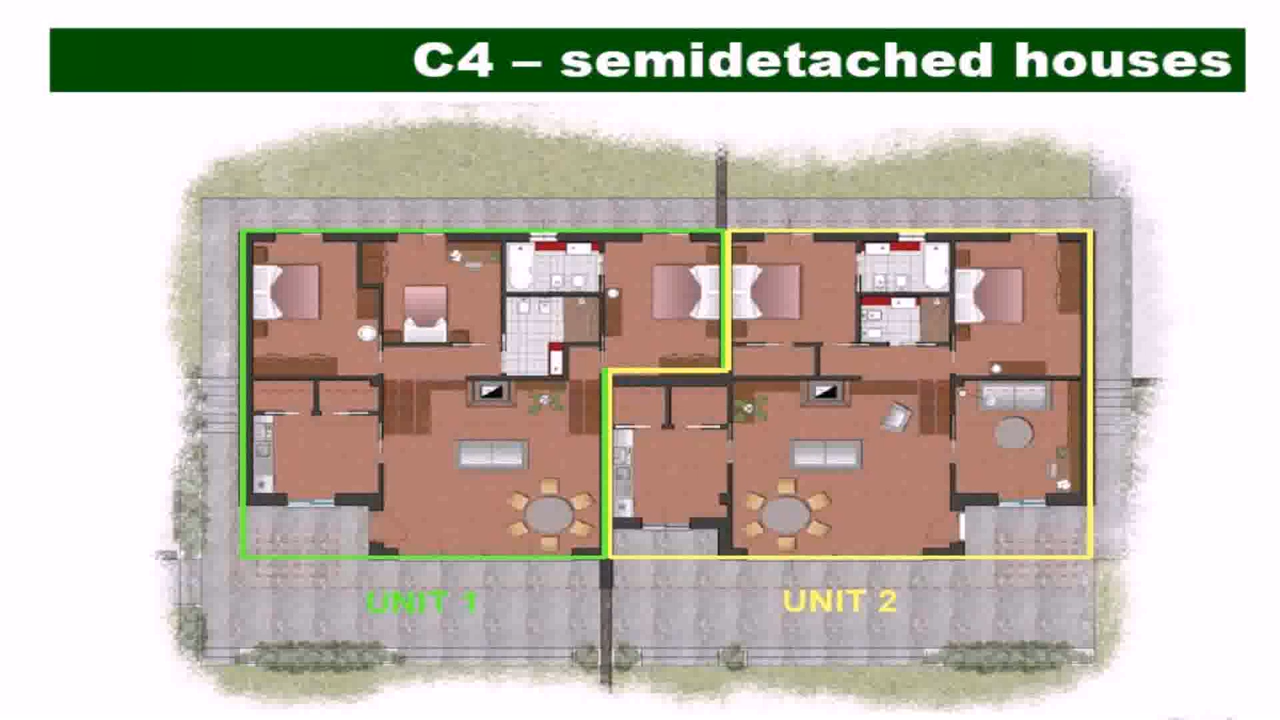 C4 – semidetached houses
UNIT 1
UNIT 2